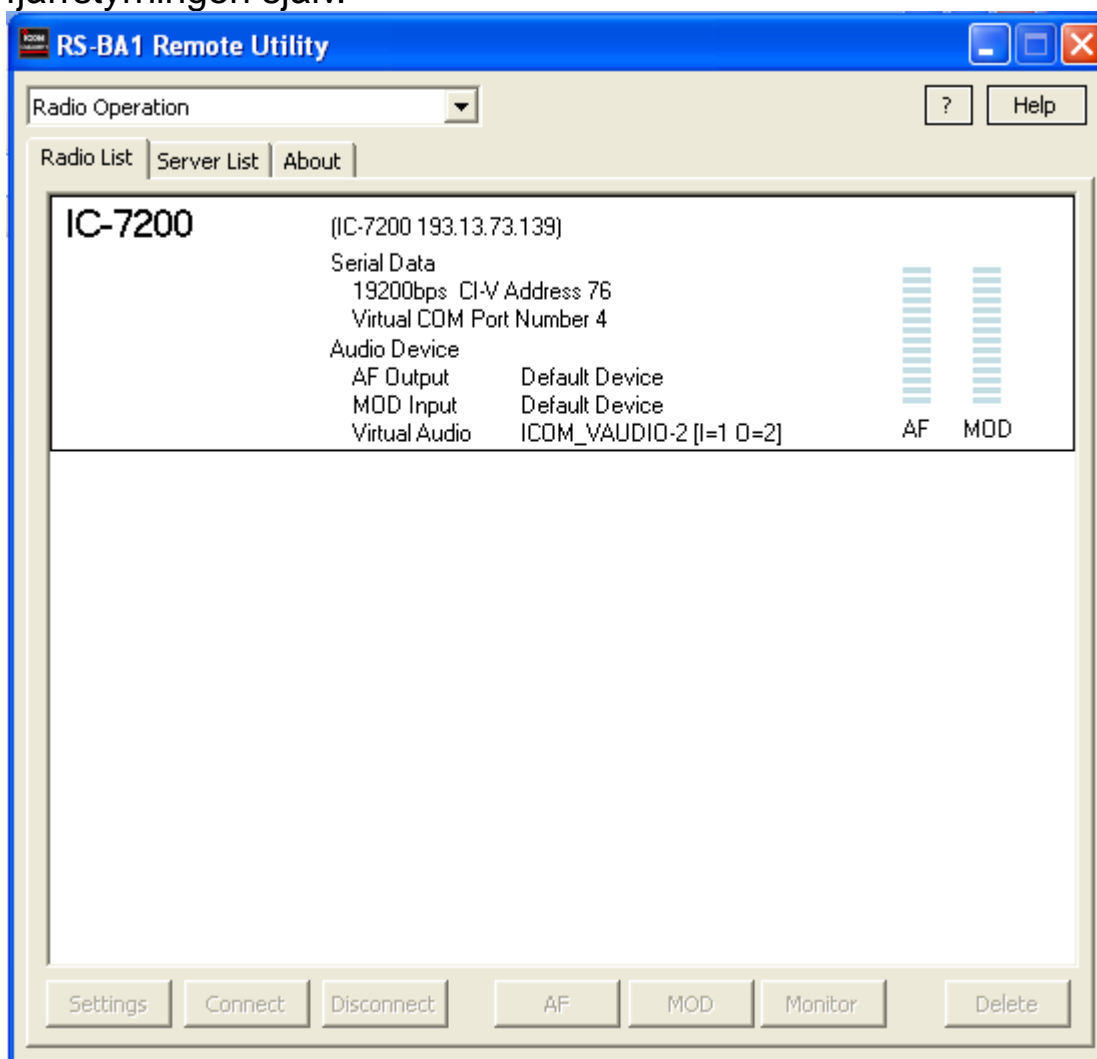 själv.
RS-BA1 Remote Utility
Radio Operation
? Help
Radio List Server List About
IC-7200 (IC-7200 193.13.73.139)
Serial Data
19200bps CI-V Address 76
Virtual COM Port Number 4
Audio Device
AF Output Default Device
MOD Input Default Device
Virtual Audio ICOM_VAUDIO-2 [I=1 O=2]
AF MOD
Settings Connect Disconnect AF MOD Monitor Delete